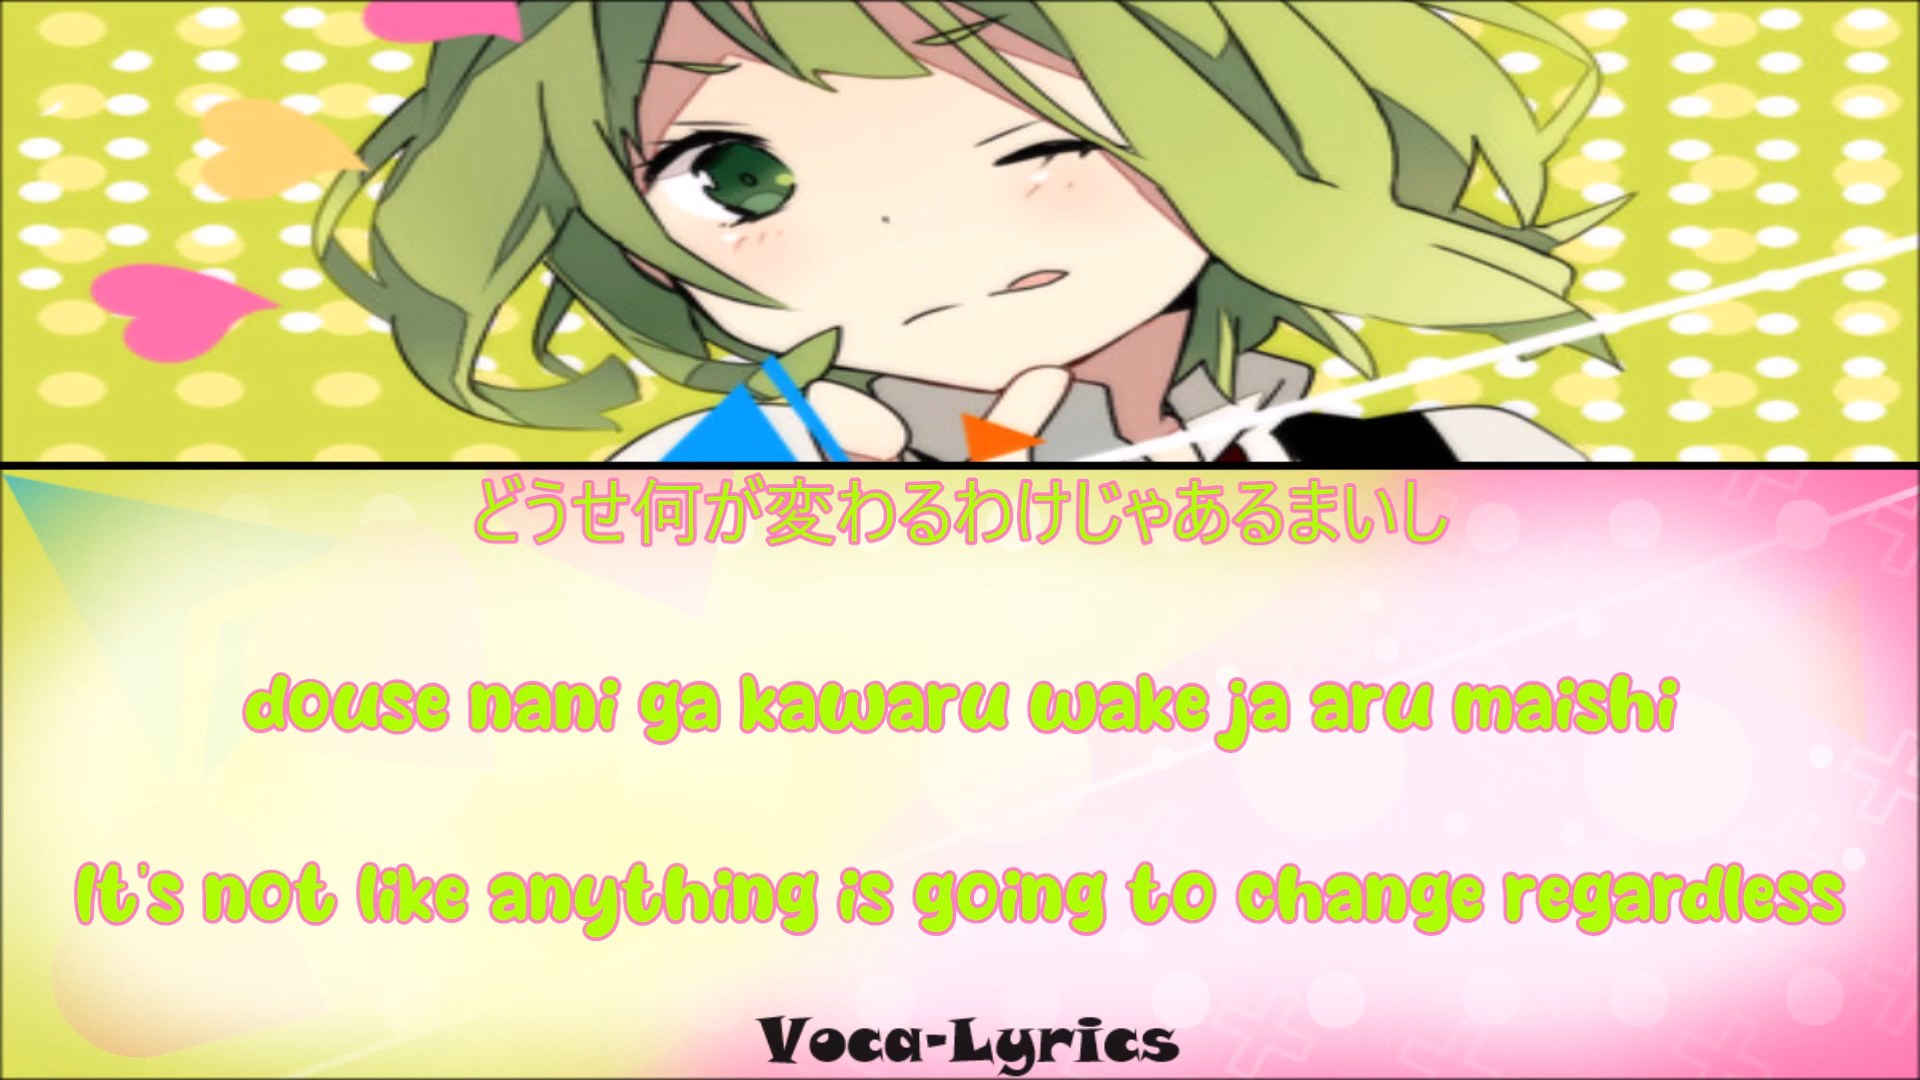 どうせ何が変わるわけじゃあるまいし
douse nani ga kawaru wake ja aru maishi
It's not like anything is going to change regardless
Voca-Lyrics